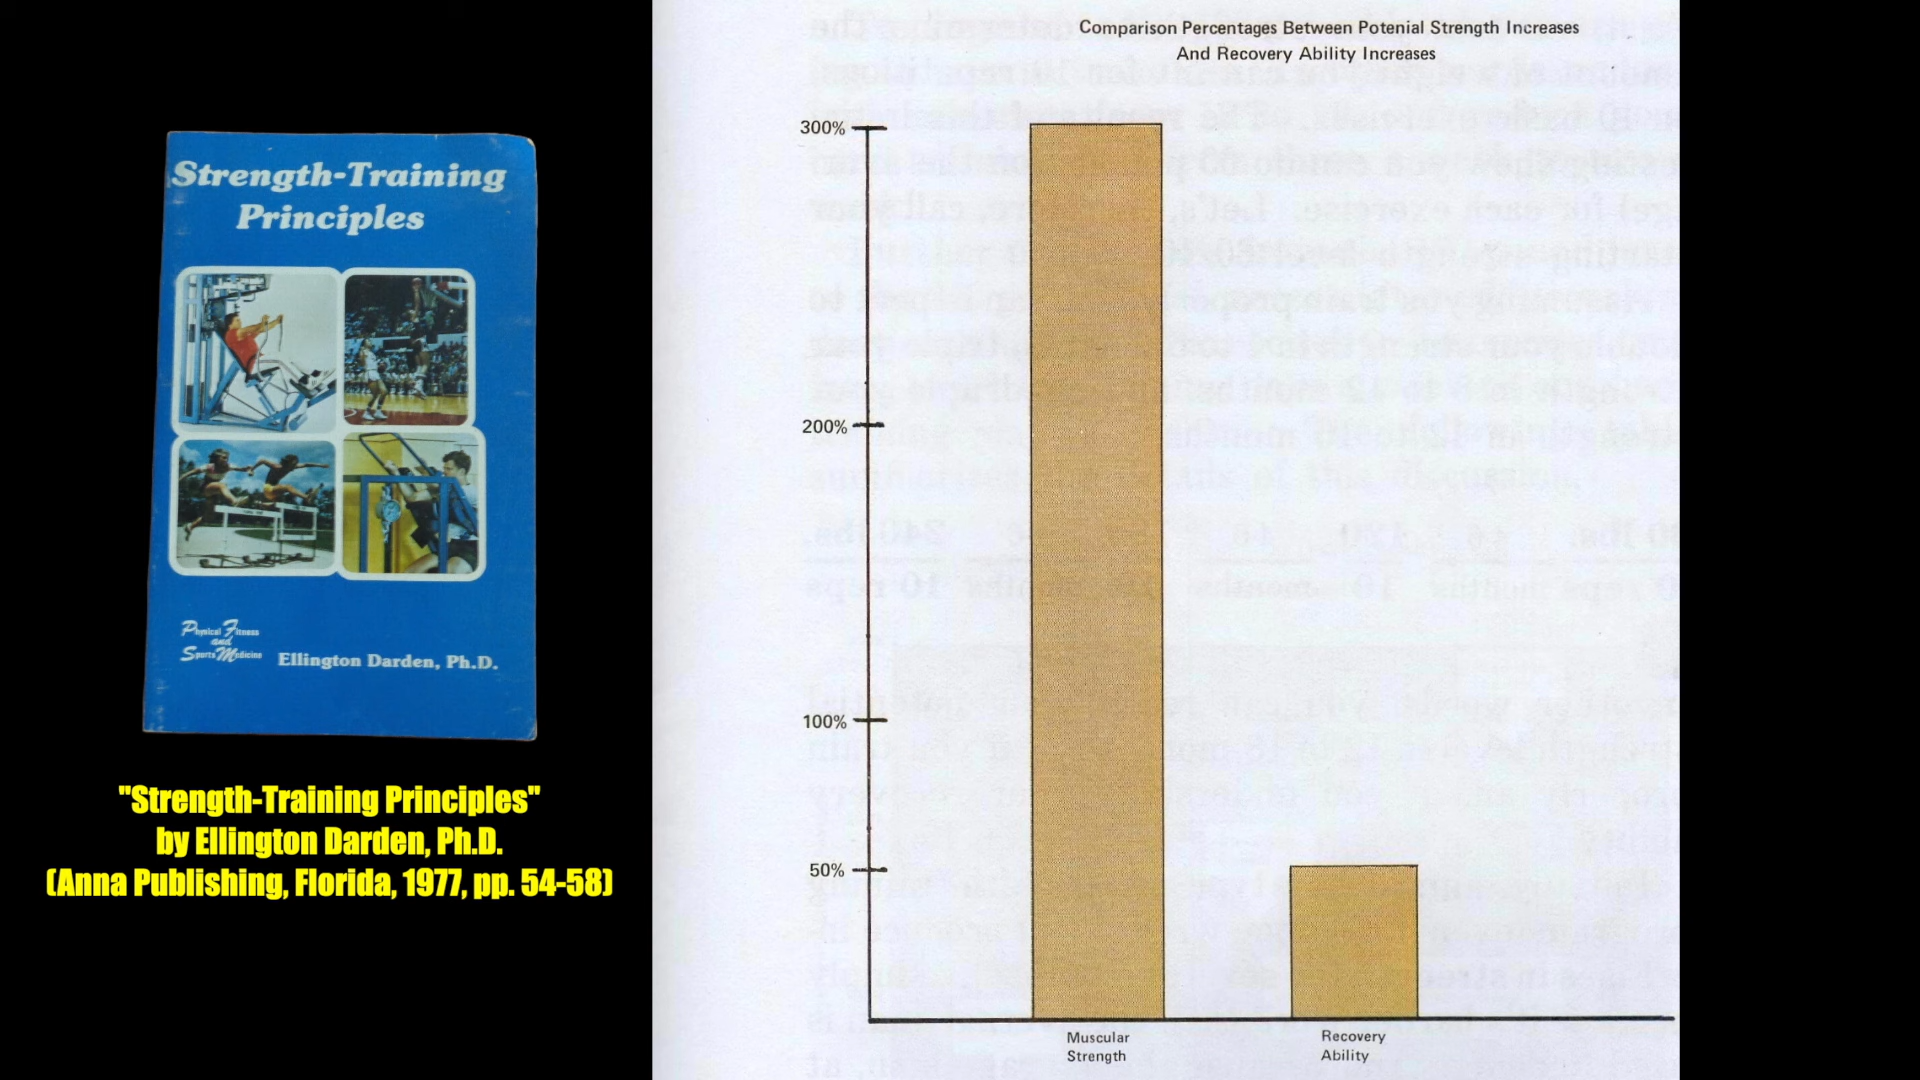 Strength-Training
Principles
Physical Fitness
and
Sports Medicine
Ellington Darden, Ph.D.
"Strength-Training Principles"
by Ellington Darden, Ph.D.
(Anna Publishing, Florida, 1977, pp. 54-58)
Comparison Percentages Between Potenial Strength Increases
And Recovery Ability Increases
300%
200%
100%
50%
Muscular
Strength
Recovery
Ability